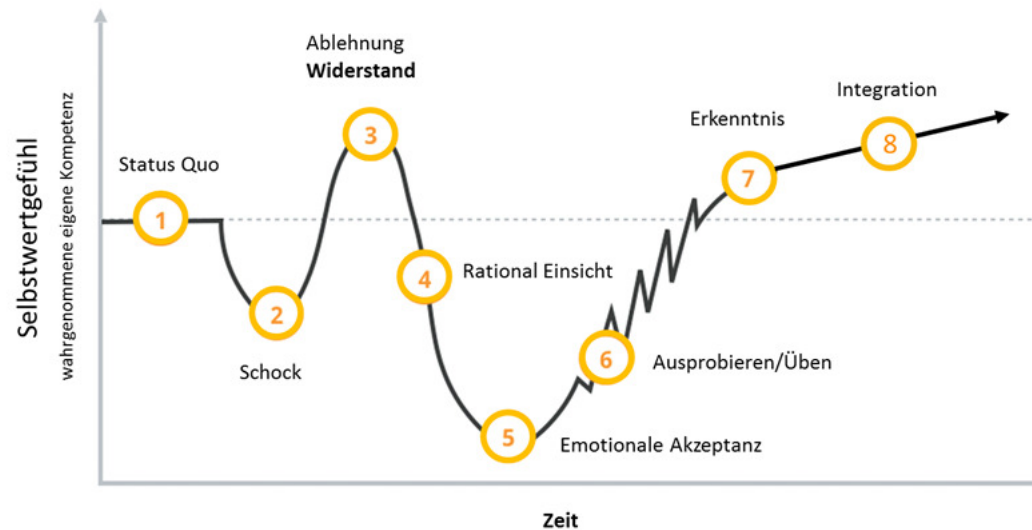 Ablehnung
Widerstand
Integration
Erkenntnis
Status Quo
3
8
7
1
Selbstwertgefühl
wahrgenommene eigene Kompetenz
4
Rational Einsicht
2
6
Ausprobieren/Üben
Schock
5
Emotionale Akzeptanz
Zeit